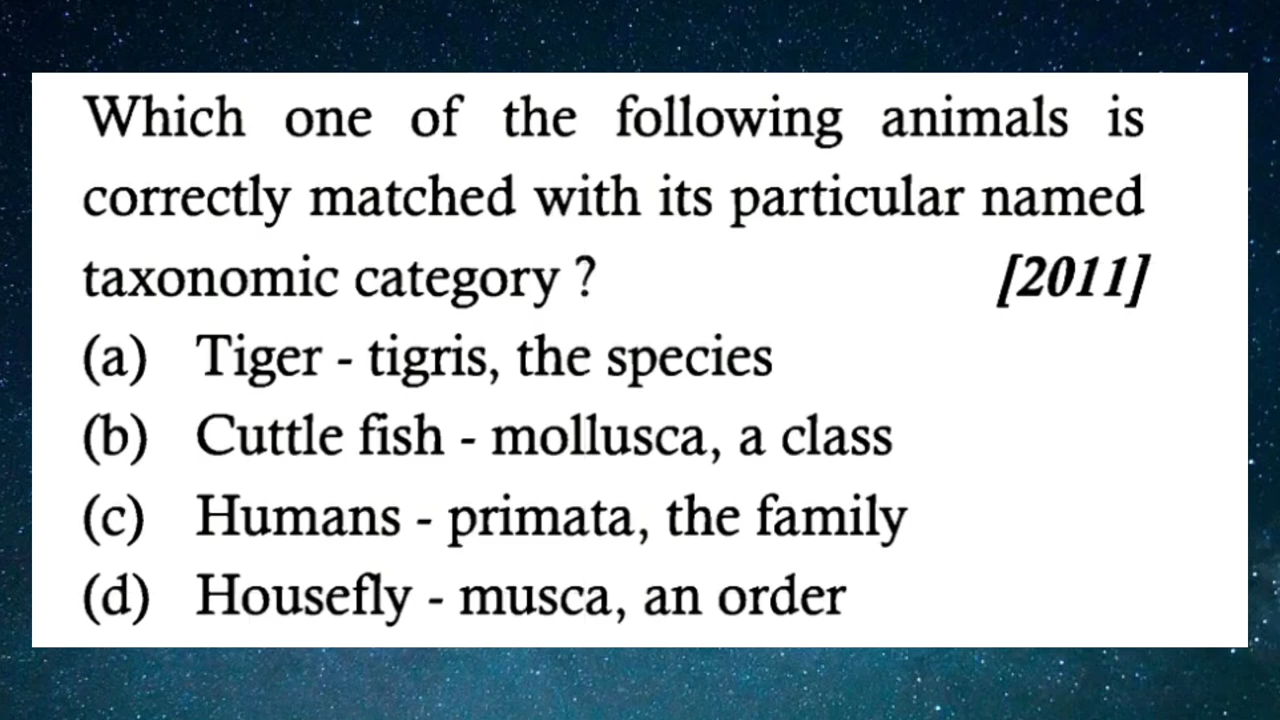 Which one of the following animals is
correctly matched with its particular named
taxonomic category ? [2011]
(a) Tiger - tigris, the species
(b) Cuttle fish - mollusca, a class
(c) Humans - primata, the family
(d) Housefly - musca, an order